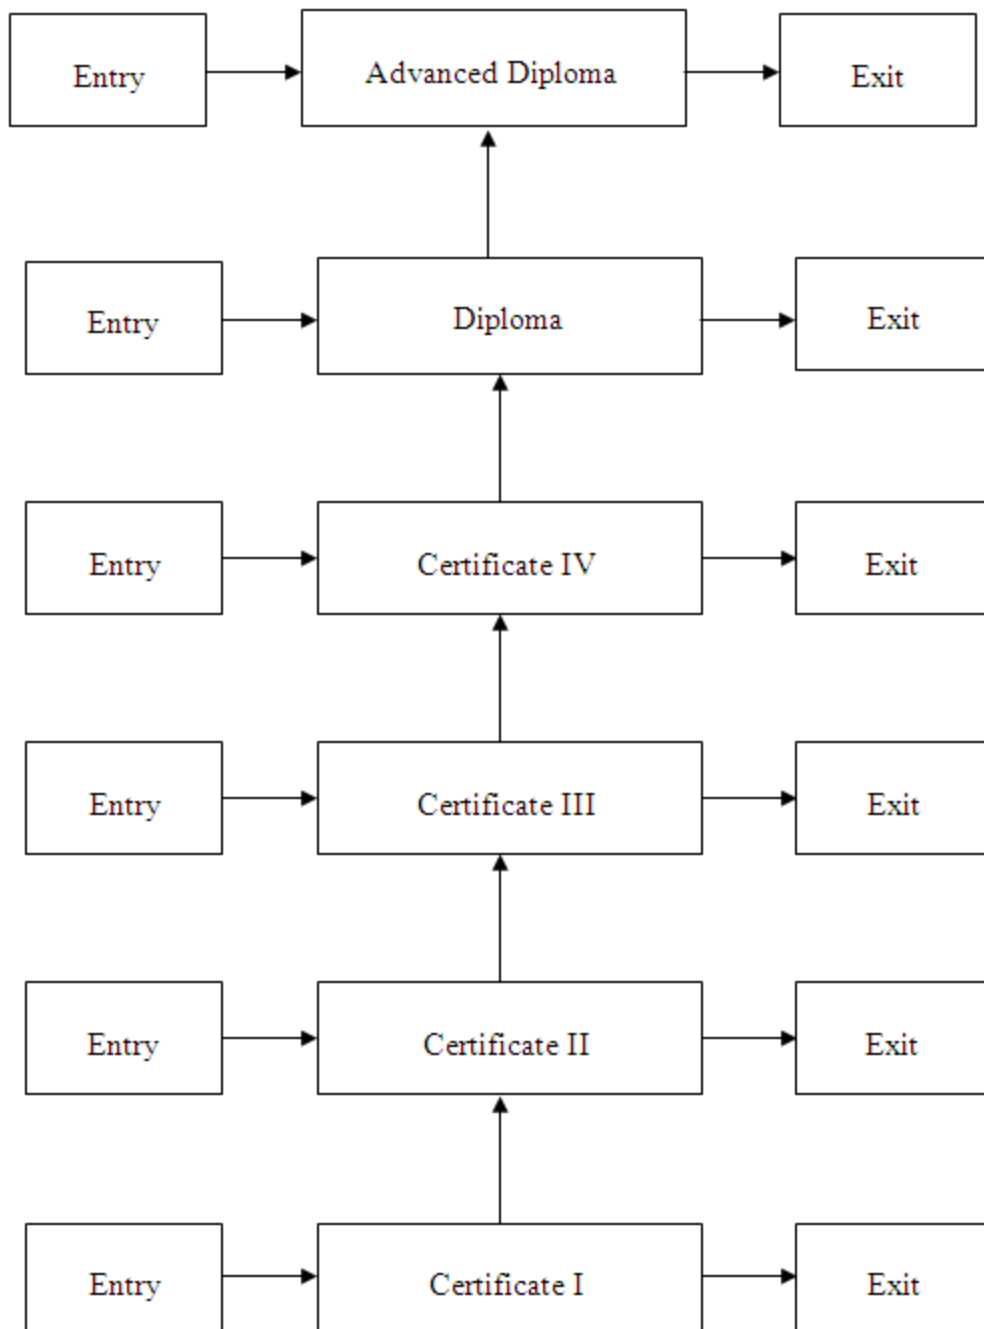 Entry Advanced Diploma Exit
Entry Diploma Exit
Entry Certificate IV Exit
Entry Certificate III Exit
Entry Certificate II Exit
Entry Certificate I Exit